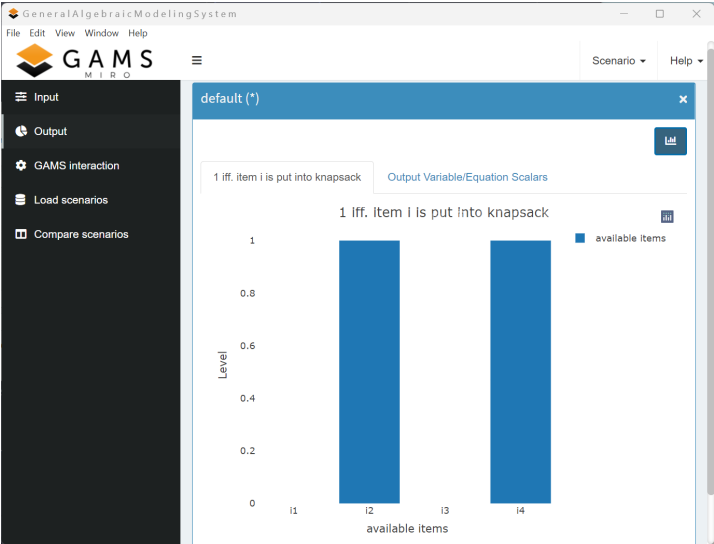 GeneralAlgebraicModelingSystem
File Edit View Window Help
GAMS
MIRO
Scenario
Help
Input
Output
GAMS interaction
Load scenarios
Compare scenarios
default (*)
1 iff. item i is put into knapsack
Output Variable/Equation Scalars
1 iff. item i is put into knapsack
available items
1
0.8
0.6
0.4
0.2
0
Level
i1 i2 i3 i4
available items